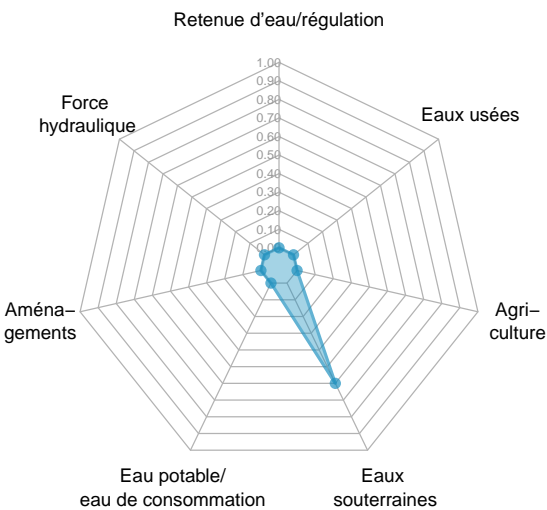 Retenue d'eau/régulation
1.00
0.90
0.80
0.70
0.60
0.50
0.40
0.30
0.20
0.10
0.00
Force
hydraulique
Eaux usées
Aména–
gements
Agri–
culture
Eau potable/
eau de consommation
Eaux
souterraines